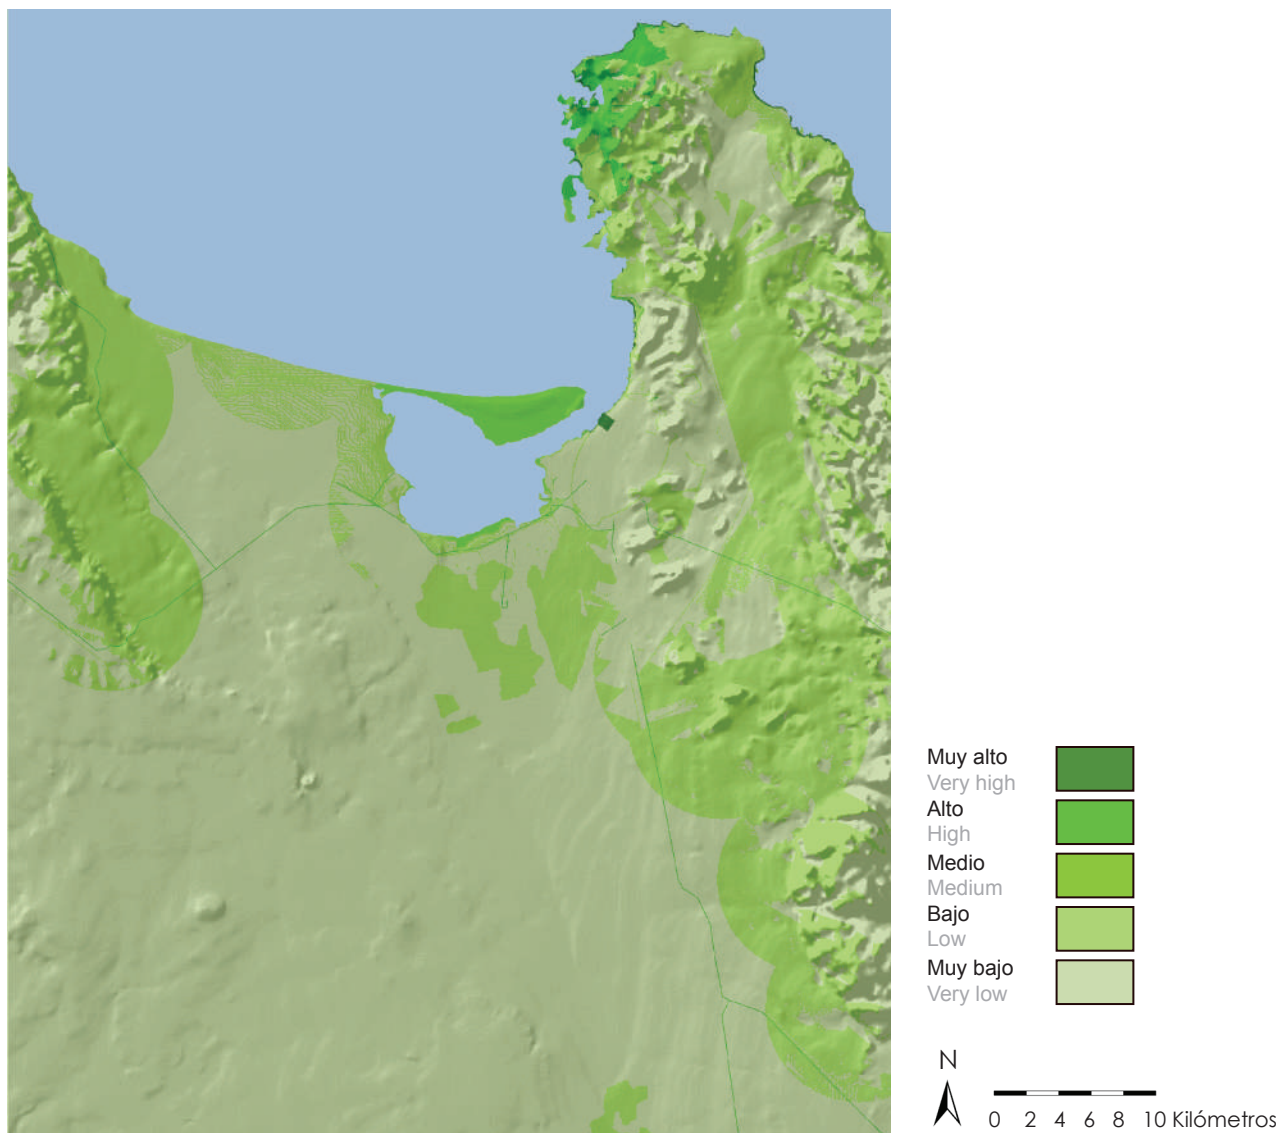 Muy alto
Very high
Alto
High
Medio
Medium
Bajo
Low
Muy bajo
Very low
N
0 2 4 6 8 10 Kilómetros